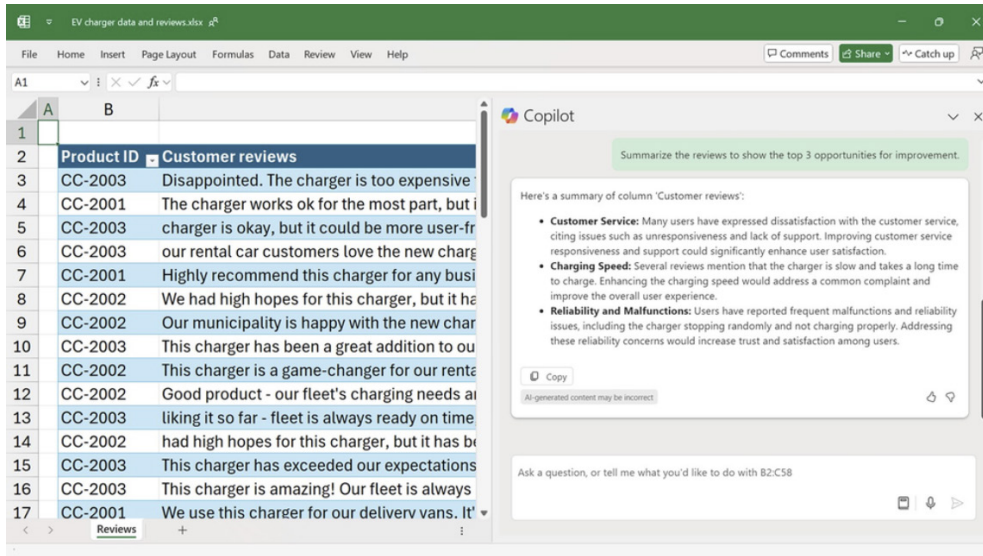 EV charger data and reviews.xlsx
File Home Insert Page Layout Formulas Data Review View Help Comments Share Catch up
A1 fx
A B
1
2 Product ID Customer reviews
3 CC-2003 Disappointed. The charger is too expensive
4 CC-2001 The charger works ok for the most part, but
5 CC-2003 charger is okay, but it could be more user-fr
6 CC-2003 our rental car customers love the new charg
7 CC-2001 Highly recommend this charger for any busi
8 CC-2002 We had high hopes for this charger, but it ha
9 CC-2002 Our municipality is happy with the new char
10 CC-2003 This charger has been a great addition to ou
11 CC-2002 This charger is a game-changer for our renta
12 CC-2002 Good product - our fleet's charging needs a
13 CC-2003 liking it so far - fleet is always ready on time
14 CC-2002 had high hopes for this charger, but it has b
15 CC-2003 This charger has exceeded our expectations
16 CC-2003 This charger is amazing! Our fleet is always
17 CC-2001 We use this charger for our delivery vans. It'
Reviews +
Copilot
Summarize the reviews to show the top 3 opportunities for improvement.
Here's a summary of column 'Customer reviews':
• Customer Service: Many users have expressed dissatisfaction with the customer service,
citing issues such as unresponsiveness and lack of support. Improving customer service
responsiveness and support could significantly enhance user satisfaction.
• Charging Speed: Several reviews mention that the charger is slow and takes a long time
to charge. Enhancing the charging speed would address a common complaint and
improve the overall user experience.
• Reliability and Malfunctions: Users have reported frequent malfunctions and reliability
issues, including the charger stopping randomly and not charging properly. Addressing
these reliability concerns would increase trust and satisfaction among users.
Copy
AI-generated content may be incorrect
Ask a question, or tell me what you'd like to do with B2:C58